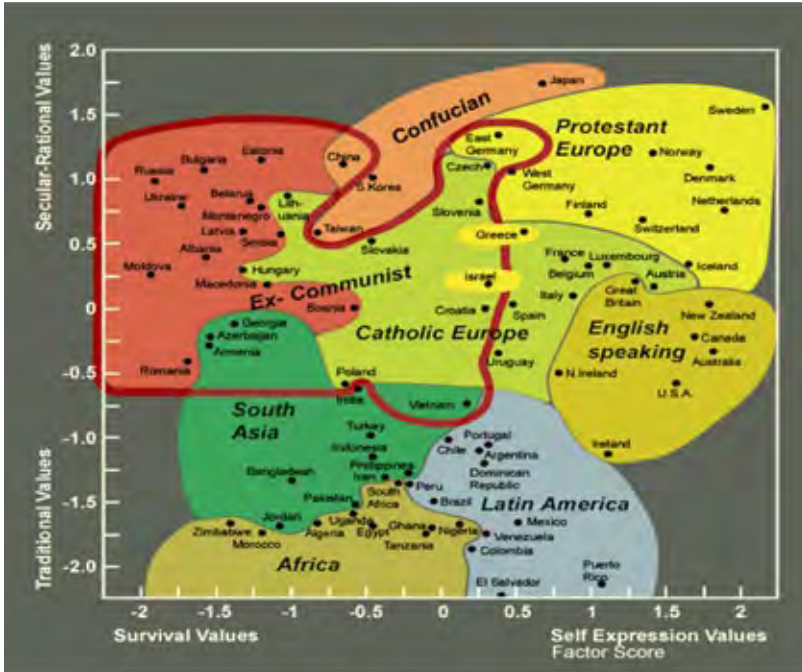 2.0
1.5
1.0
0.5
0
-0.5
-1.0
-1.5
-2.0
Secular-Rational Values
Traditional Values
Japan
Confucian
Sweden
East
Germany
Protestant
Europe
Estonia
Bulgaria
China
Norway
Russia
S.Korea
Czech
West
Germany
Denmark
Ukraine
Belarus
Lith-
uania
Montenegro
Slovenia
Finland
Netherlands
Switzerland
Latvia
Serbia
Taiwan
Greece
Albania
Slovakia
France
Luxembourg
Iceland
Moldova
Hungary
Belgium
Austria
Macedonia
Ex- Communist
Israel
Great
Britain
Bosnia
Croatia
Italy
Spain
New Zealand
Georgia
Azerbaijan
Armenia
Catholic Europe
English
speaking
Canada
Australia
Romania
Uruguay
Poland
India
N.Ireland
U.S.A.
South
Asia
Vietnam
Turkey
Indonesia
Chile
Portugal
Argentina
Ireland
Bangladesh
Philippines
Iran
Dominican
Republic
South
Africa
Peru
Pakistan
Brazil
Latin America
Zimbabwe
Jordan
Uganda
Ghana
Nigeria
Mexico
Morocco
Algeria
Egypt
Tanzania
Venezuela
Colombia
Africa
El Salvador
Puerto
Rico
-2
-1.5
-1
-0.5
0
0.5
1
1.5
2
Survival Values
Self Expression Values
Factor Score